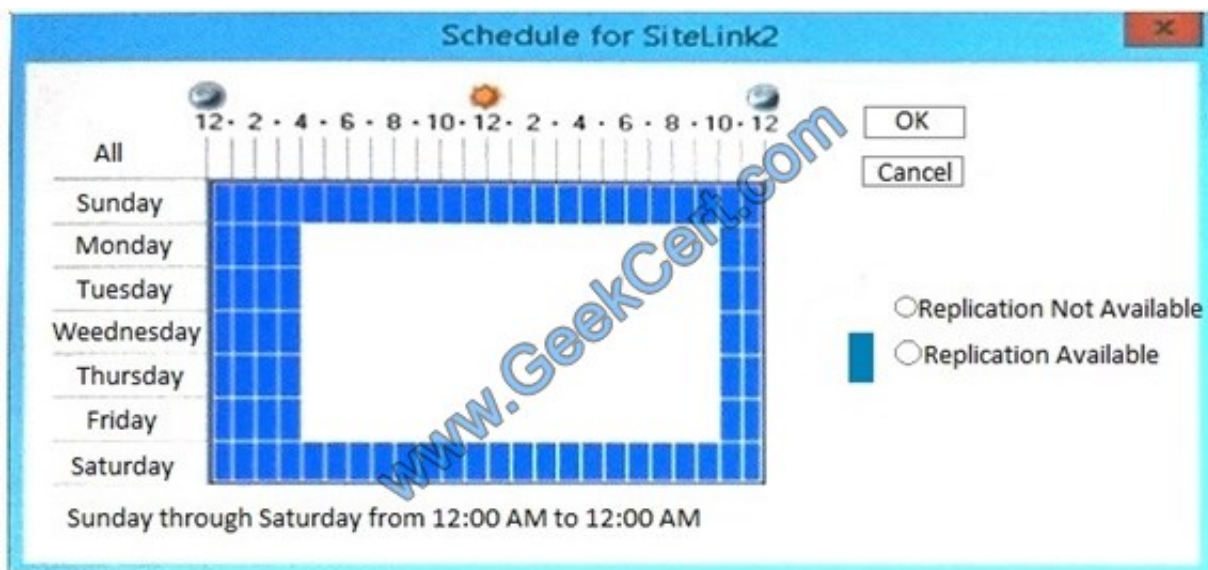 Schedule for SiteLink2
12 · 2 · 4 · 6 · 8 · 10 · 12 · 2 · 4 · 6 · 8 · 10 · 12
OK
All
Cancel
Sunday
Monday
Tuesday
Weednesday
Thursday
Friday
Saturday
Replication Not Available
Replication Available
www.GeekCert.com
Sunday through Saturday from 12:00 AM to 12:00 AM